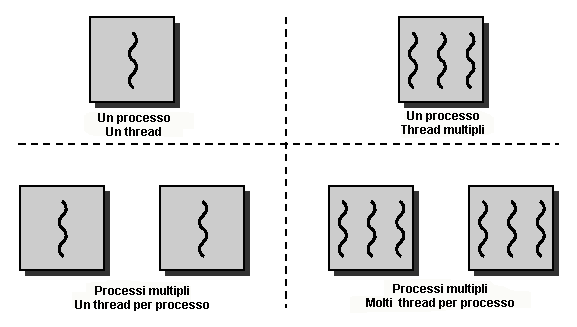 Un processo
Un thread
Un processo
Thread multipli
Processi multipli
Un thread per processo
Processi multipli
Molti thread per processo